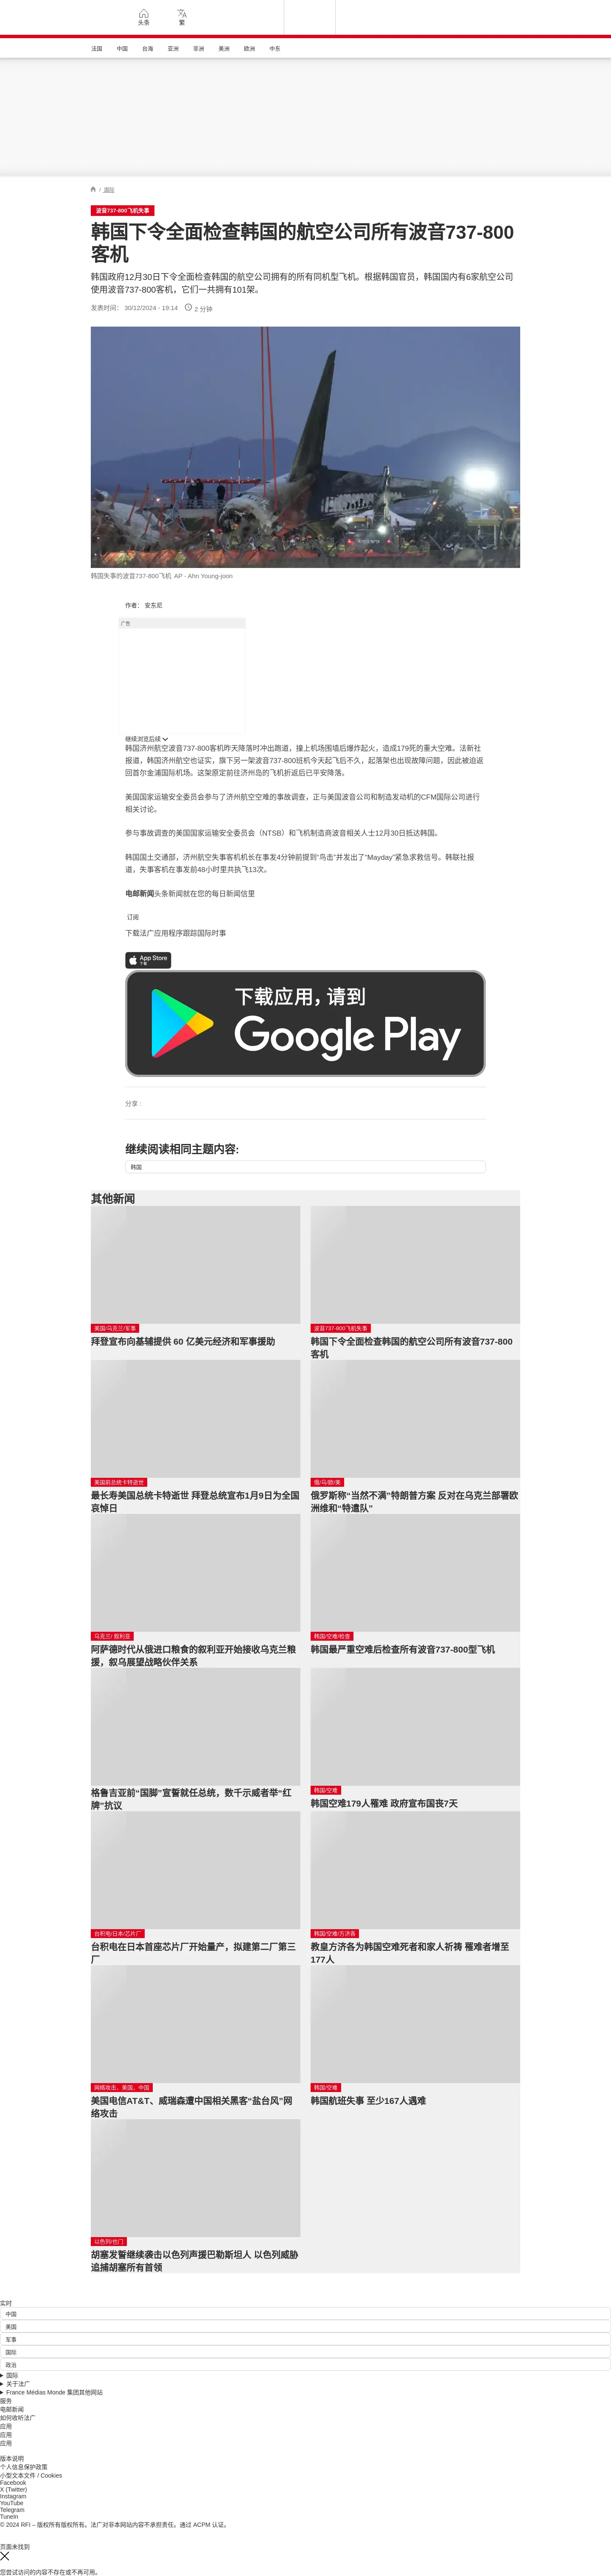 头条
繁
法国
中国
台海
亚洲
非洲
美洲
欧洲
中东
/ 国际
波音737-800飞机失事
韩国下令全面检查韩国的航空公司所有波音737-800
客机
韩国政府12月30日下令全面检查韩国的航空公司拥有的所有同机型飞机。根据韩国官员，韩国国内有6家航空公司
使用波音737-800客机，它们一共拥有101架。
发表时间： 30/12/2024 - 19:14
2 分钟
韩国失事的波音737-800飞机 AP - Ahn Young-joon
作者： 安东尼
广告
继续浏览后续
韩国济州航空波音737-800客机昨天降落时冲出跑道，撞上机场围墙后爆炸起火，造成179死的重大空难。法新社
报道，韩国济州航空也证实，旗下另一架波音737-800班机今天起飞后不久，起落架也出现故障问题，因此被迫返
回首尔金浦国际机场。这架原定前往济州岛的飞机折返后已平安降落。
美国国家运输安全委员会参与了济州航空空难的事故调查，正与美国波音公司和制造发动机的CFM国际公司进行
相关讨论。
参与事故调查的美国国家运输安全委员会（NTSB）和飞机制造商波音相关人士12月30日抵达韩国。
韩国国土交通部，济州航空失事客机机长在事发4分钟前提到“鸟击”并发出了“Mayday”紧急求救信号。韩联社报
道，失事客机在事发前48小时里共执飞13次。
电邮新闻头条新闻就在您的每日新闻信里
订阅
下载法广应用程序跟踪国际时事
App Store
下载
下载应用，请到
Google Play
分享 :
继续阅读相同主题内容:
韩国
其他新闻
美国/乌克兰/军事
拜登宣布向基辅提供 60 亿美元经济和军事援助
波音737-800飞机失事
韩国下令全面检查韩国的航空公司所有波音737-800
客机
美国前总统卡特逝世
最长寿美国总统卡特逝世 拜登总统宣布1月9日为全国
哀悼日
俄/乌/欧/美
俄罗斯称“当然不满”特朗普方案 反对在乌克兰部署欧
洲维和“特遣队”
乌克兰/ 叙利亚
阿萨德时代从俄进口粮食的叙利亚开始接收乌克兰粮
援，叙乌展望战略伙伴关系
韩国/空难/检查
韩国最严重空难后检查所有波音737-800型飞机
格鲁吉亚前“国脚”宣誓就任总统，数千示威者举“红
牌”抗议
韩国/空难
韩国空难179人罹难 政府宣布国丧7天
台积电/日本/芯片厂
台积电在日本首座芯片厂开始量产，拟建第二厂第三
厂
韩国/空难/方济各
教皇方济各为韩国空难死者和家人祈祷 罹难者增至
177人
网络攻击，美国，中国
美国电信AT&T、威瑞森遭中国相关黑客“盐台风”网
络攻击
韩国/空难
韩国航班失事 至少167人遇难
以色列/也门
胡塞发誓继续袭击以色列声援巴勒斯坦人 以色列威胁
追捕胡塞所有首领
实时
中国
美国
军事
国际
政治
国际
关于法广
France Médias Monde 集团其他网站
服务
电邮新闻
如何收听法广
应用
应用
应用
版本说明
个人信息保护政策
小型文本文件 / Cookies
Facebook
X (Twitter)
Instagram
YouTube
Telegram
TuneIn
© 2024 RFI – 版权所有版权所有。法广对非本网站内容不承担责任。通过 ACPM 认证。
页面未找到
您尝试访问的内容不存在或不再可用。